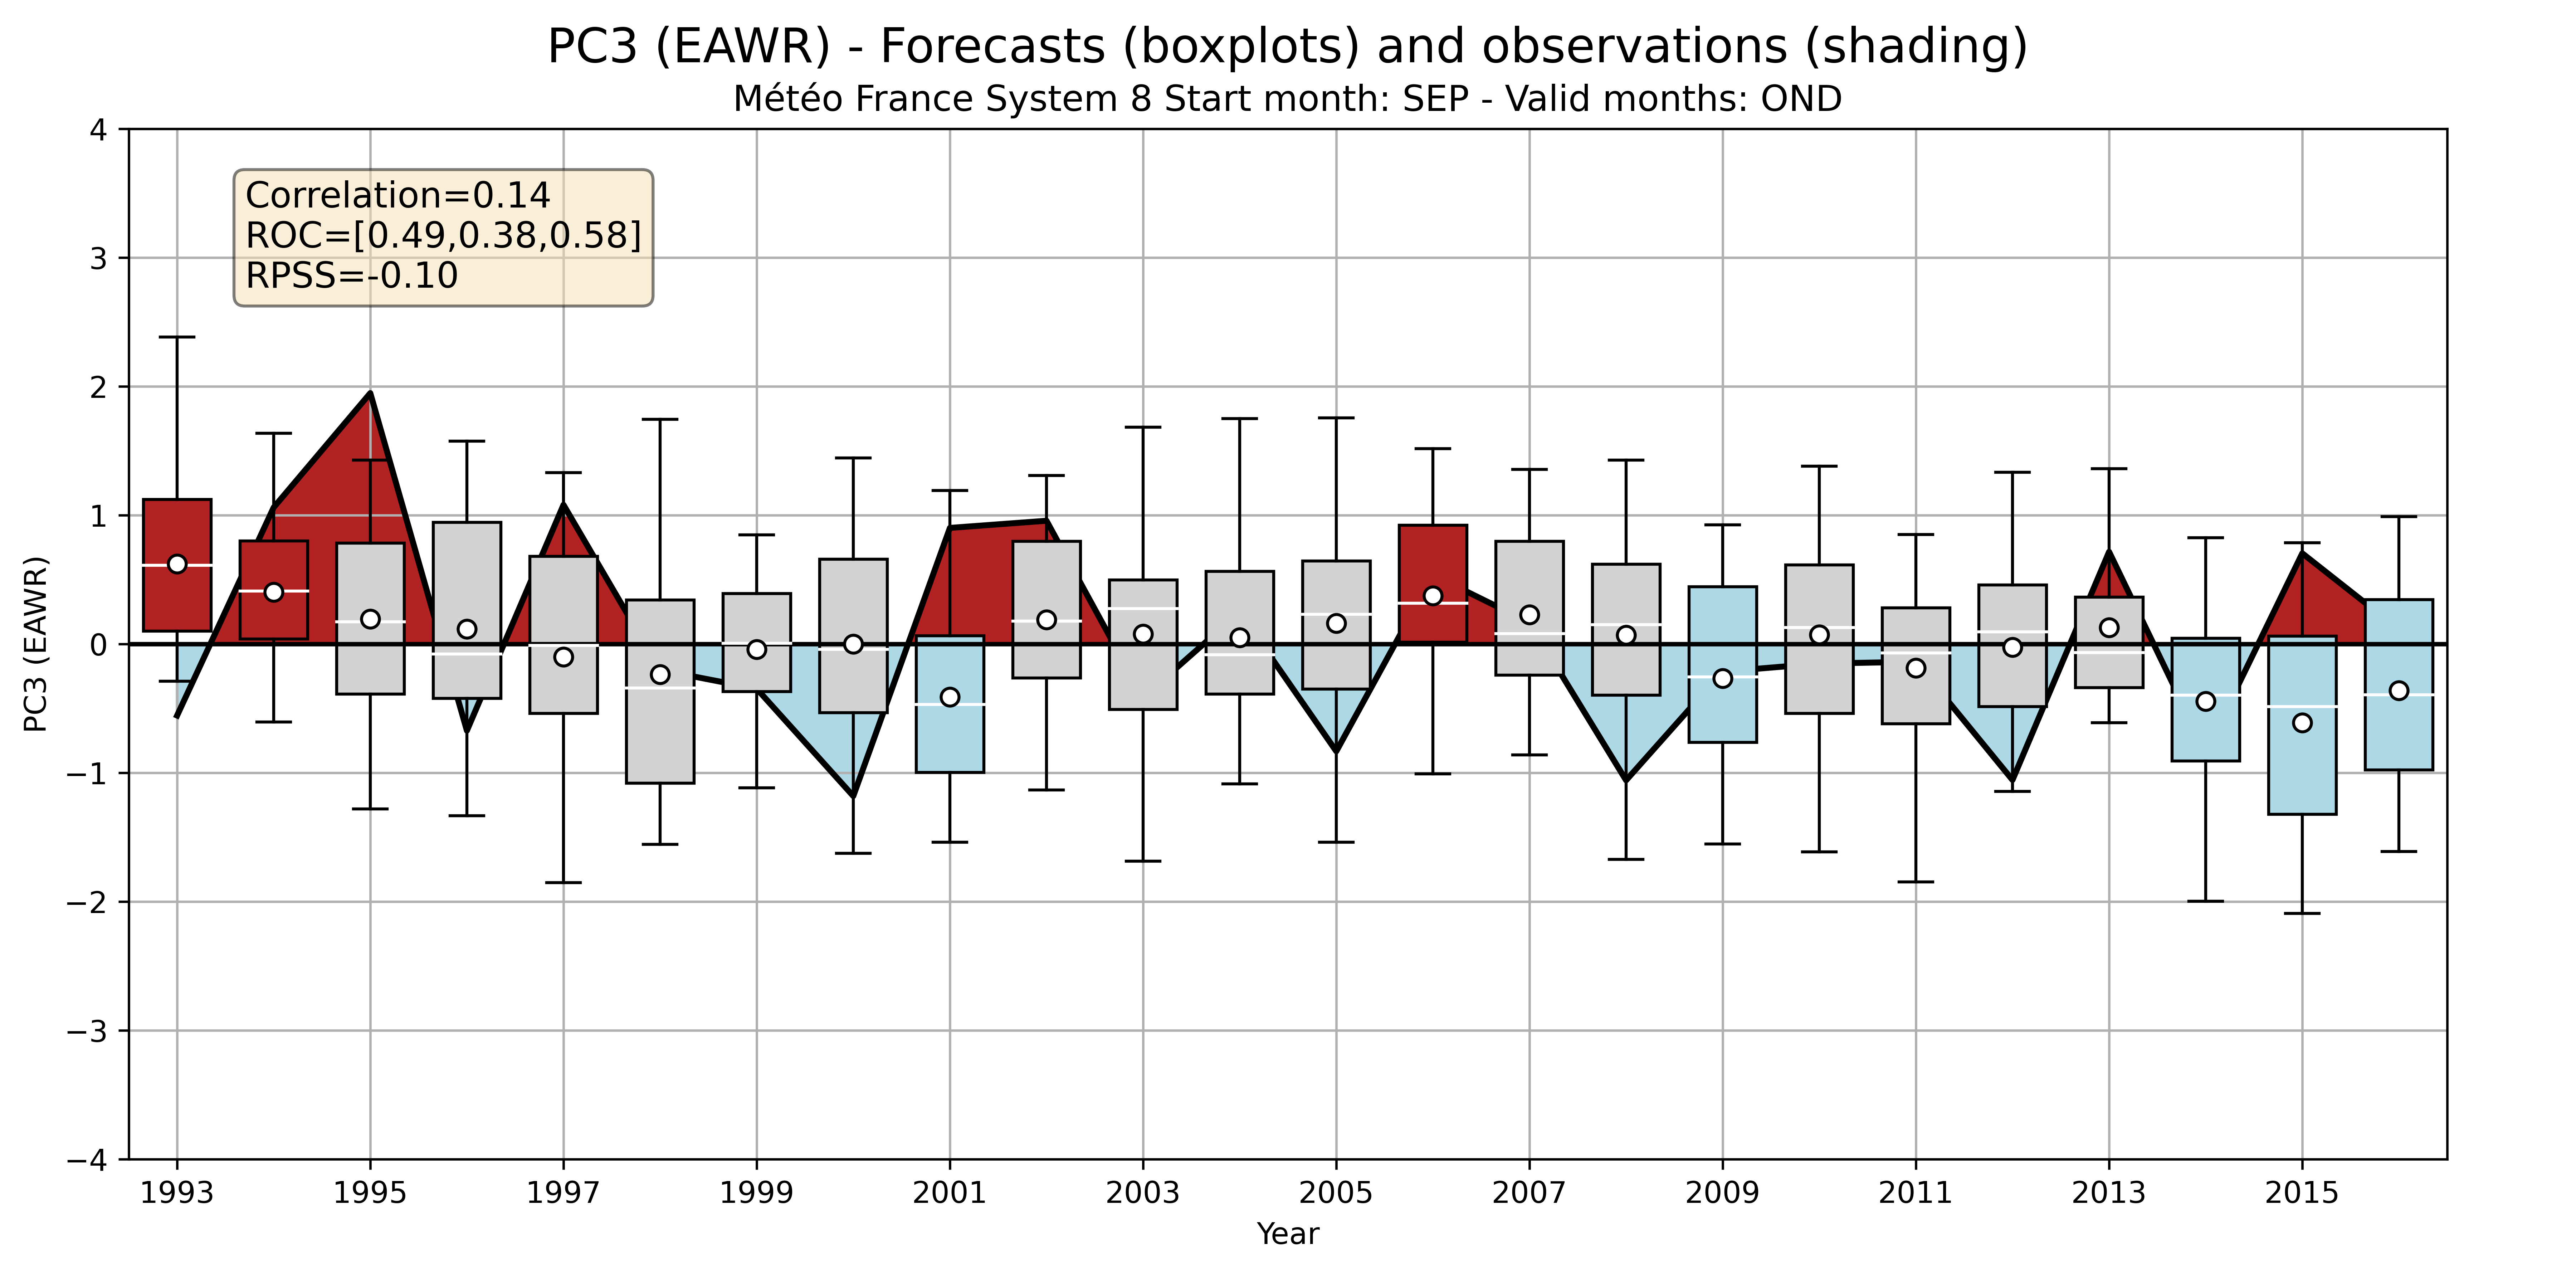 PC3 (EAWR) - Forecasts (boxplots) and observations (shading)
Météo France System 8 Start month: SEP - Valid months: OND
Correlation=0.14
ROC=[0.49,0.38,0.58]
RPSS=-0.10
PC3 (EAWR)
4
3
2
1
0
−1
−2
−3
−4
1993 1995 1997 1999 2001 2003 2005 2007 2009 2011 2013 2015
Year